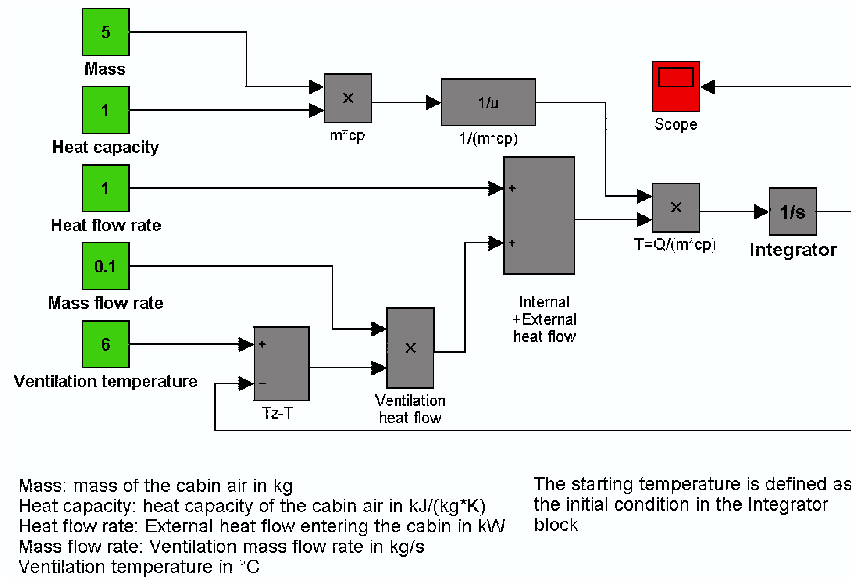 5
Mass
1
Heat capacity
1
Heat flow rate
0.1
Mass flow rate
6
Ventilation temperature
×
m*cp
1/u
1/(m*cp)
Scope
+
+
Internal
+External
heat flow
×
T=Q/(m*cp)
1/s
Integrator
+
−
Tz-T
×
Ventilation
heat flow
Mass: mass of the cabin air in kg
Heat capacity: heat capacity of the cabin air in kJ/(kg*K)
Heat flow rate: External heat flow entering the cabin in kW
Mass flow rate: Ventilation mass flow rate in kg/s
Ventilation temperature in °C
The starting temperature is defined as
the initial condition in the Integrator
block